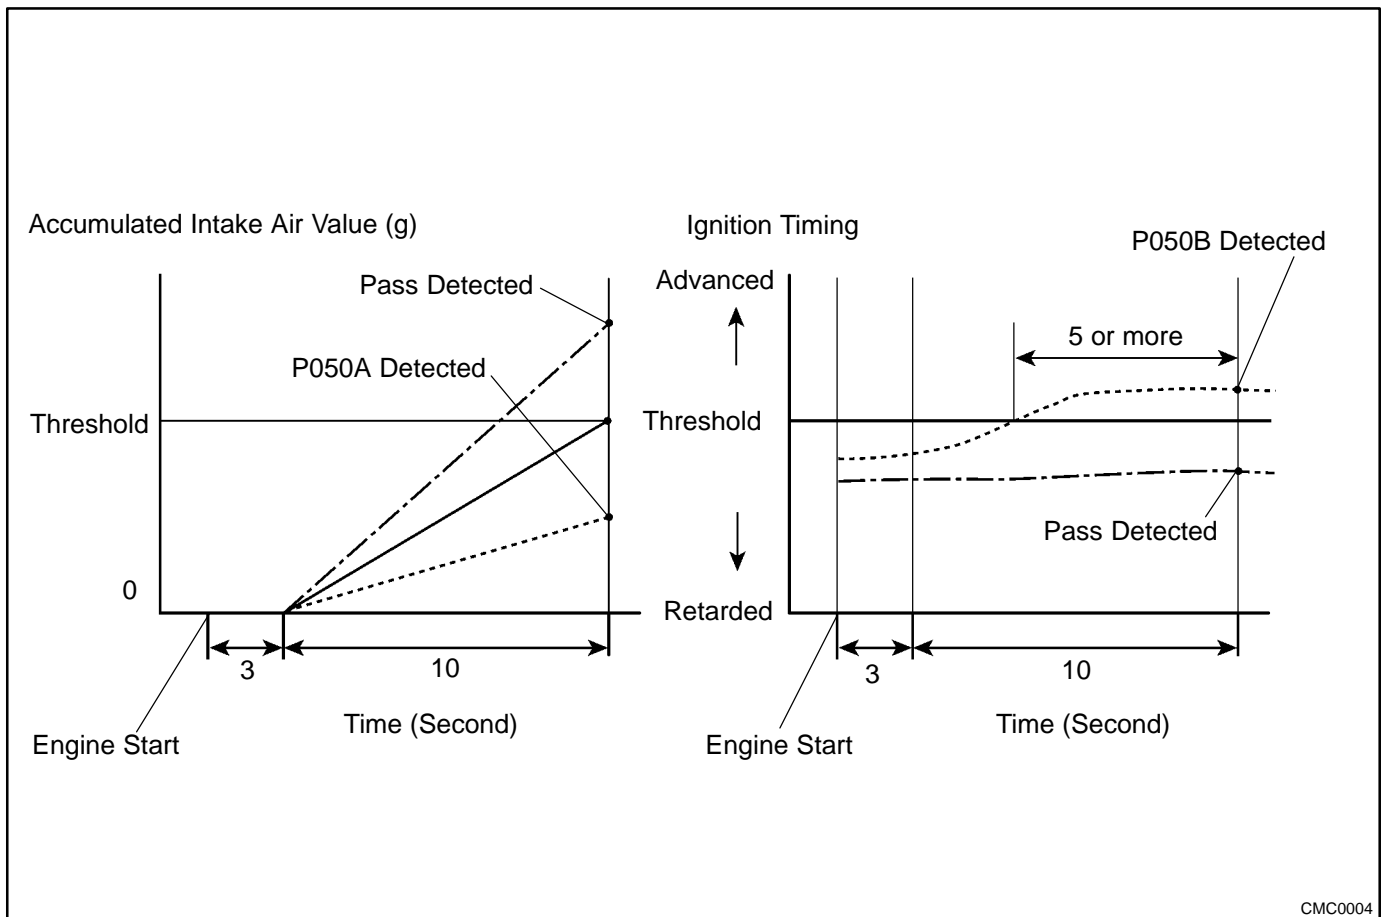 Accumulated Intake Air Value (g)
Pass Detected
P050A Detected
Threshold
0
3
10
Time (Second)
Engine Start
Ignition Timing
P050B Detected
Advanced
5 or more
Threshold
Pass Detected
Retarded
3
10
Time (Second)
Engine Start
CMC0004